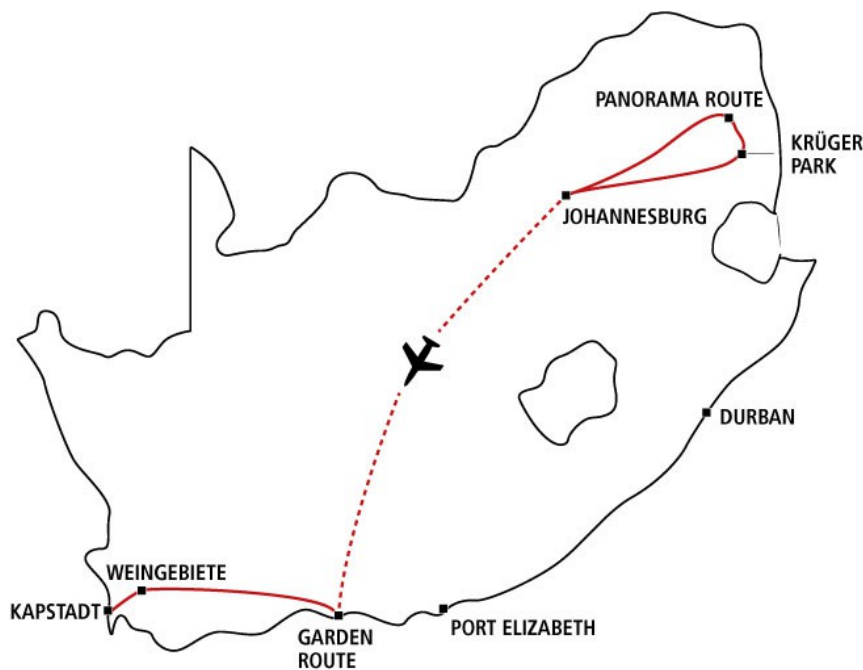 PANORAMA ROUTE
KRÜGER
PARK
JOHANNESBURG
DURBAN
WEINGEBIETE
KAPSTADT
GARDEN
ROUTE
PORT ELIZABETH